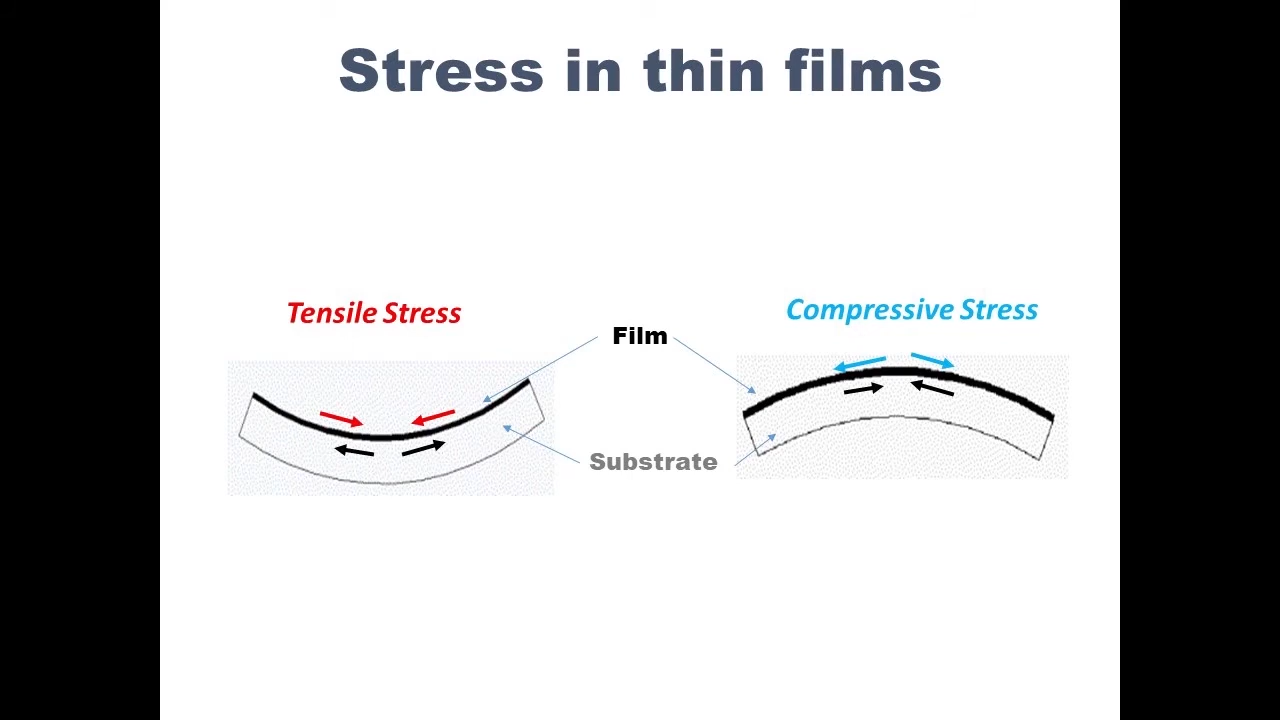 Stress in thin films
Tensile Stress
Compressive Stress
Film
Substrate